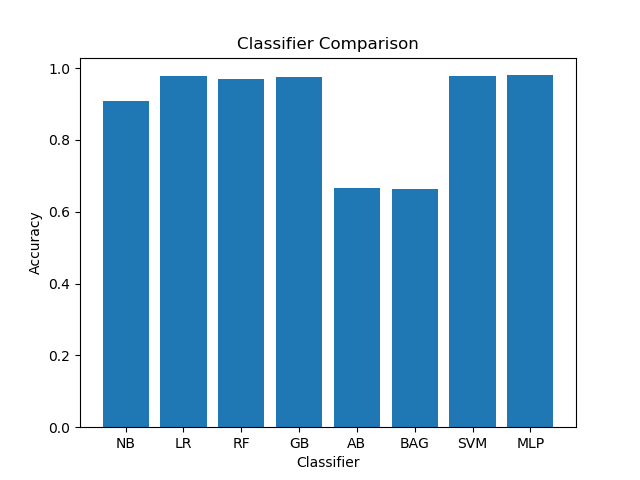 Classifier Comparison
1.0
0.8
0.6
0.4
0.2
0.0
Accuracy
NB LR RF GB AB BAG SVM MLP
Classifier